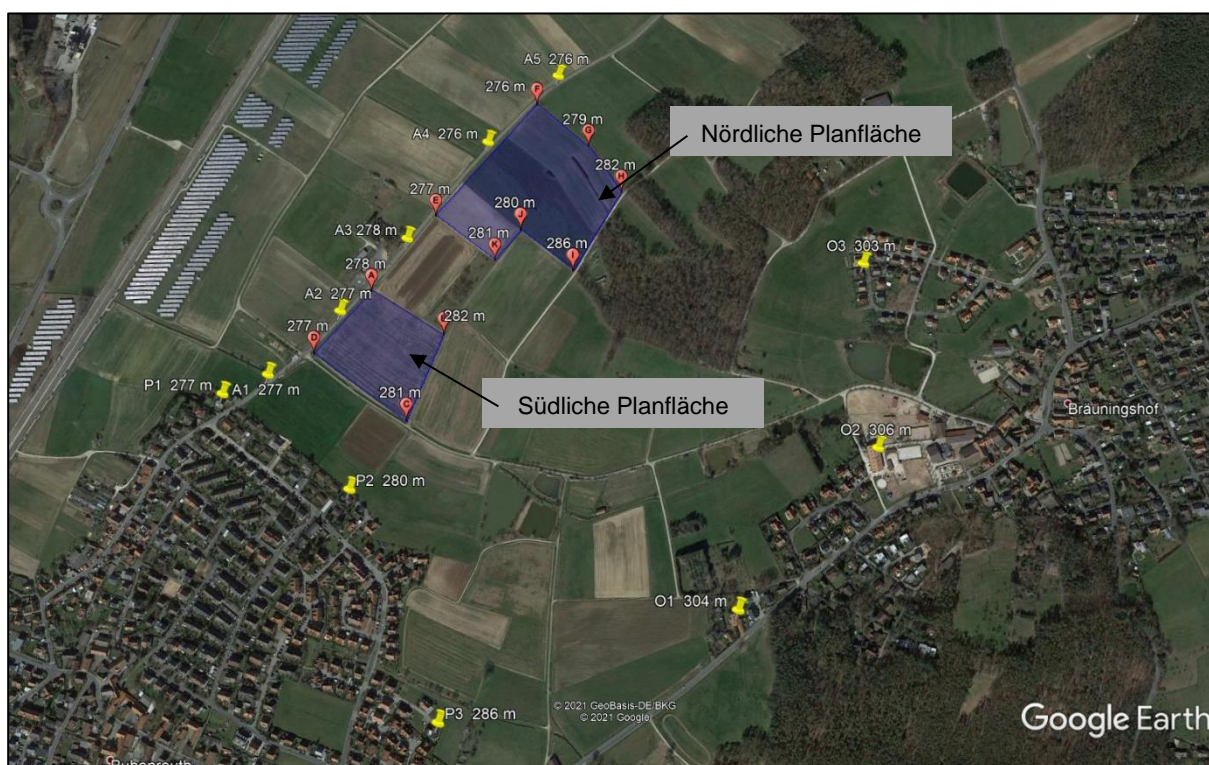 A5 276 m
276 m
F
279 m
G
A4 276 m
Nördliche Planfläche
282 m
H
277 m
E
280 m
J
281 m
K
286 m
I
A3 278 m
278 m
A
O3 303 m
A2 277 m
282 m
277 m
D
281 m
C
Südliche Planfläche
P1 277 m
A1 277 m
Bräuningshof
O2 306 m
P2 280 m
O1 304 m
© 2021 GeoBasis-DE/BKG
© 2021 Google
P3 286 m
Google Earth